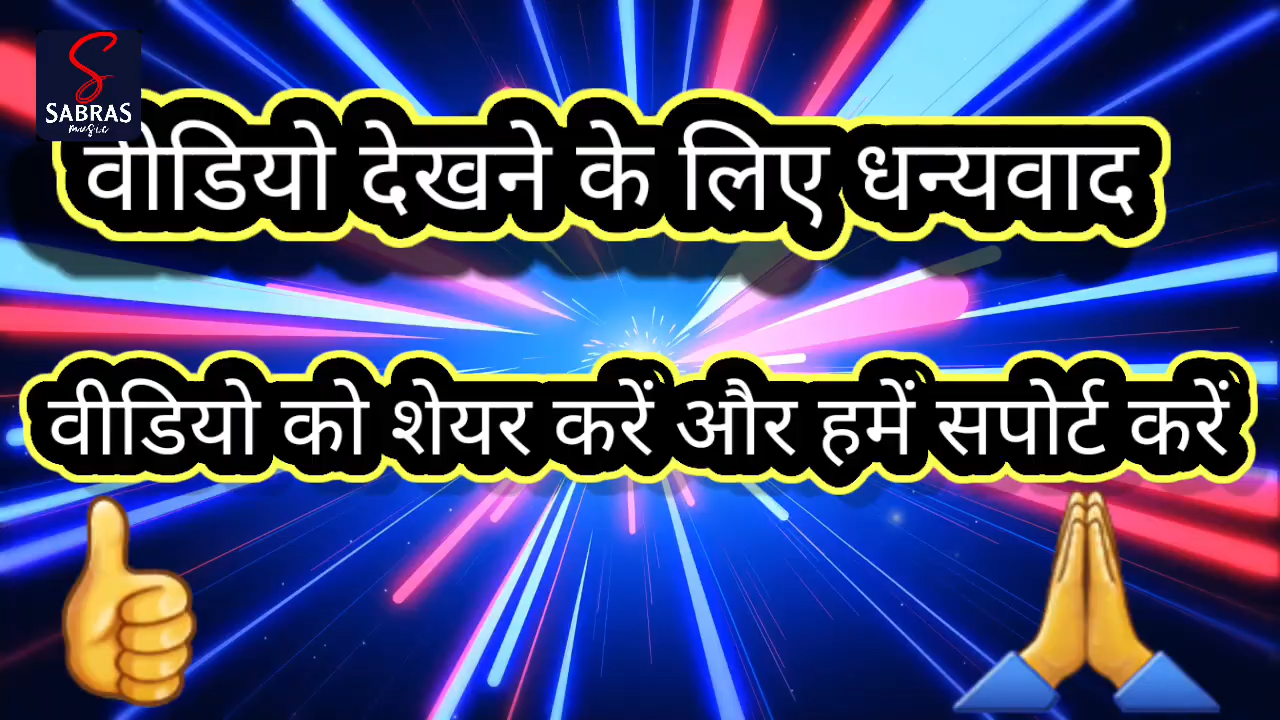 SABRAS
music
वीडियो देखने के लिए धन्यवाद
वीडियो को शेयर करें और हमें सपोर्ट करें